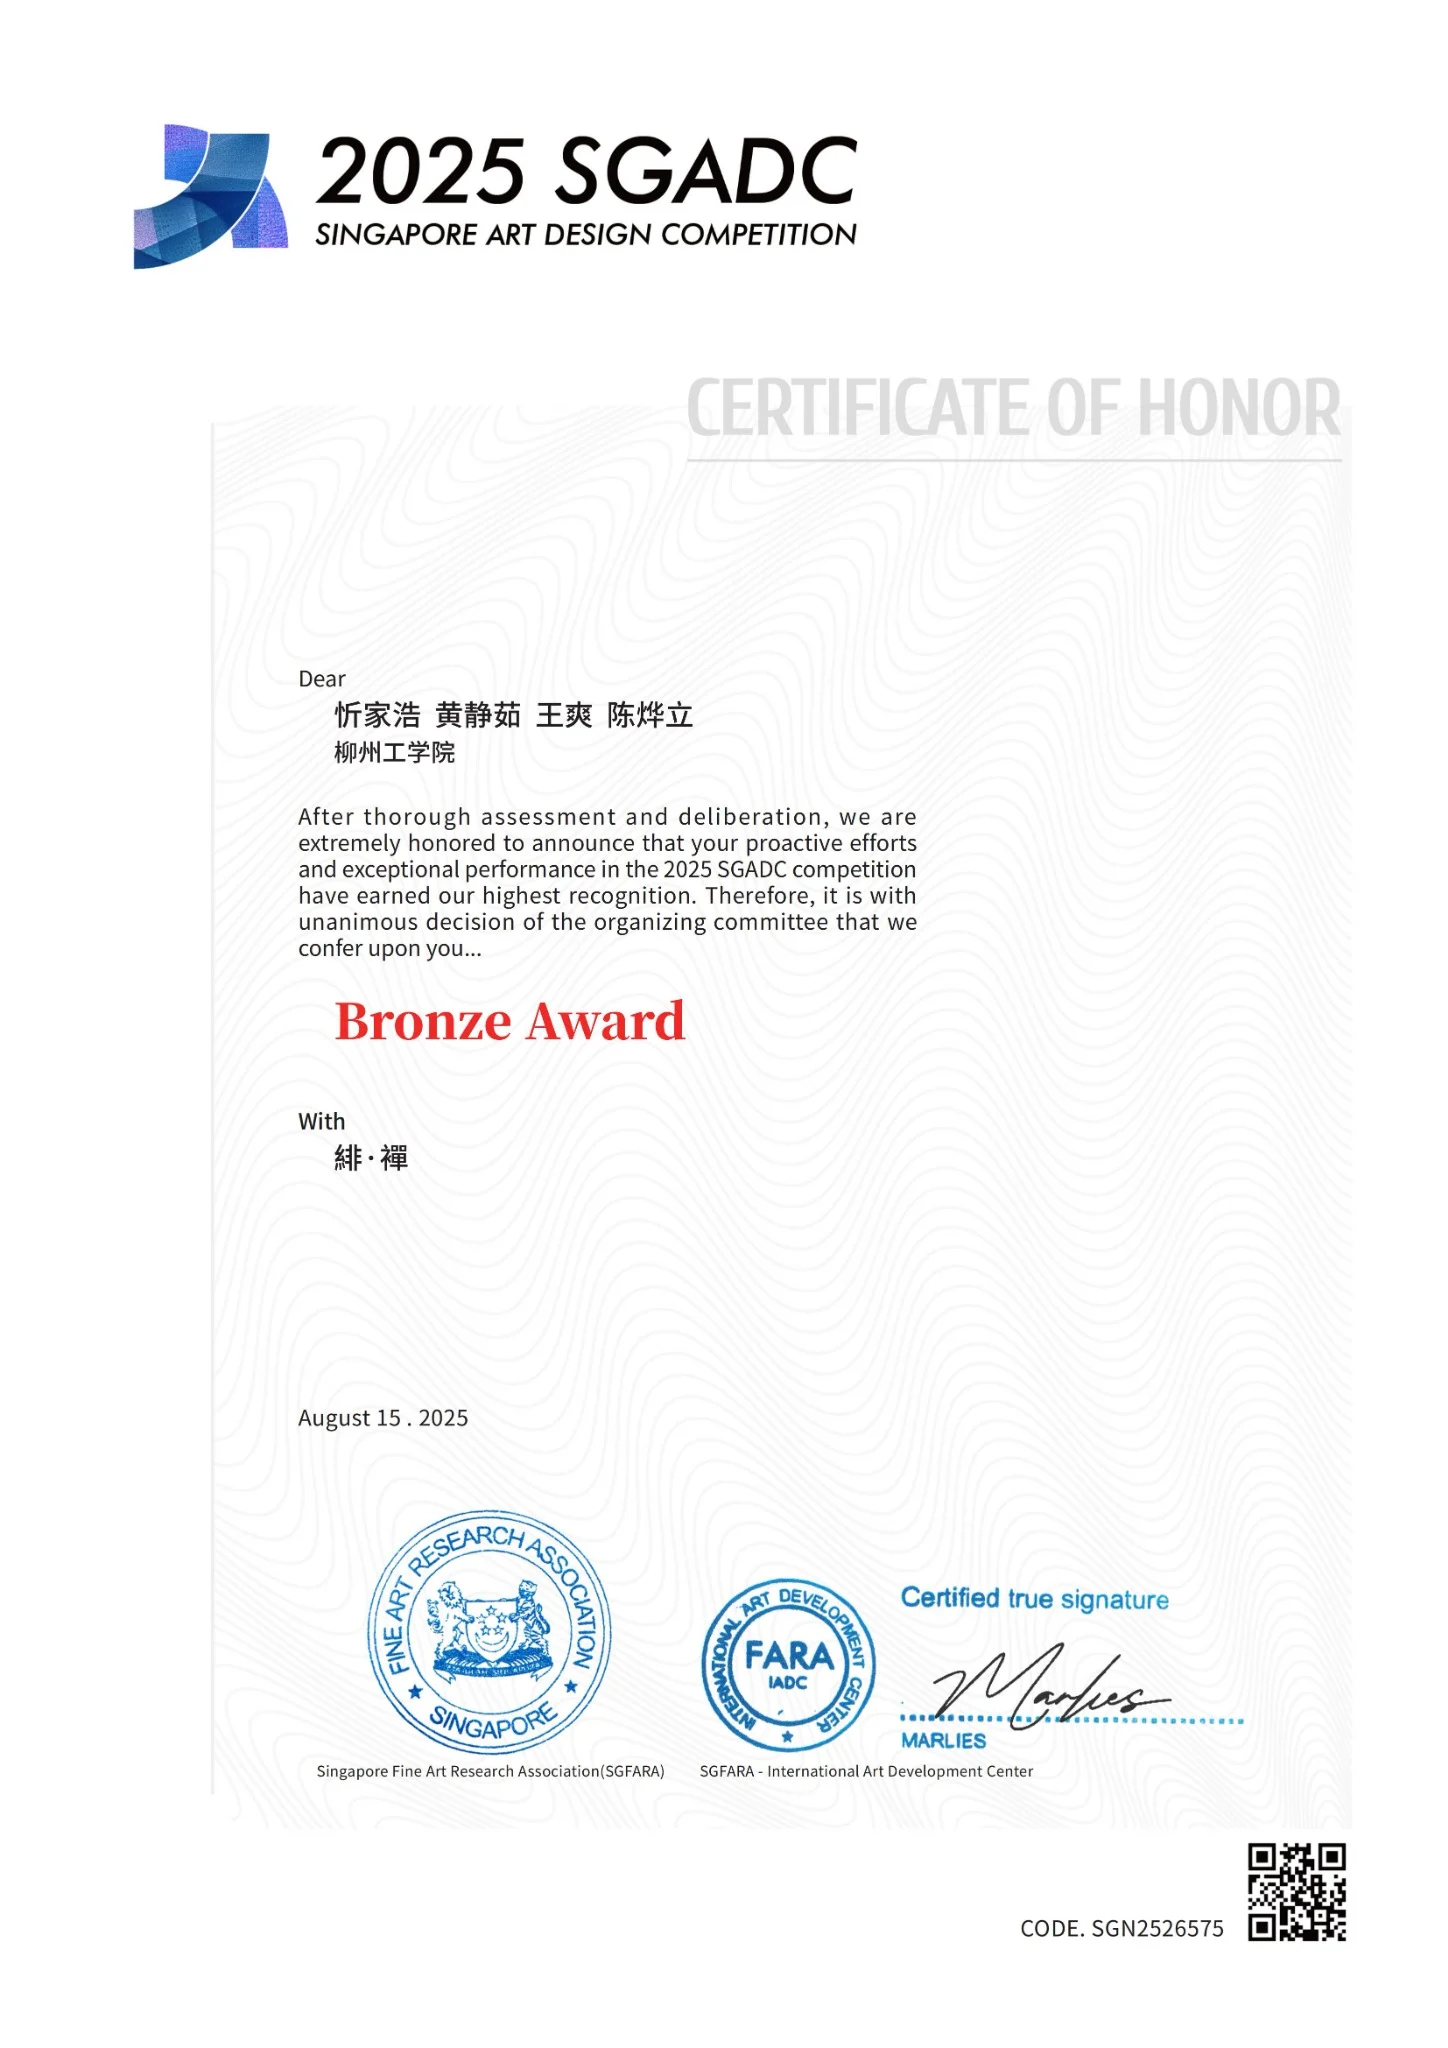 2025 SGADC
SINGAPORE ART DESIGN COMPETITION
CERTIFICATE OF HONOR
Dear
忻家浩 黄静茹 王爽 陈烨立
柳州工学院
After thorough assessment and deliberation, we are
extremely honored to announce that your proactive efforts
and exceptional performance in the 2025 SGADC competition
have earned our highest recognition. Therefore, it is with
unanimous decision of the organizing committee that we
confer upon you...
Bronze Award
With
緋·襌
August 15 . 2025
FINE ART RESEARCH ASSOCIATION
SINGAPORE
Singapore Fine Art Research Association(SGFARA)
INTERNATIONAL ART DEVELOPMENT CENTER
FARA
IADC
SGFARA - International Art Development Center
Certified true signature
Marlies
MARLIES
CODE. SGN2526575